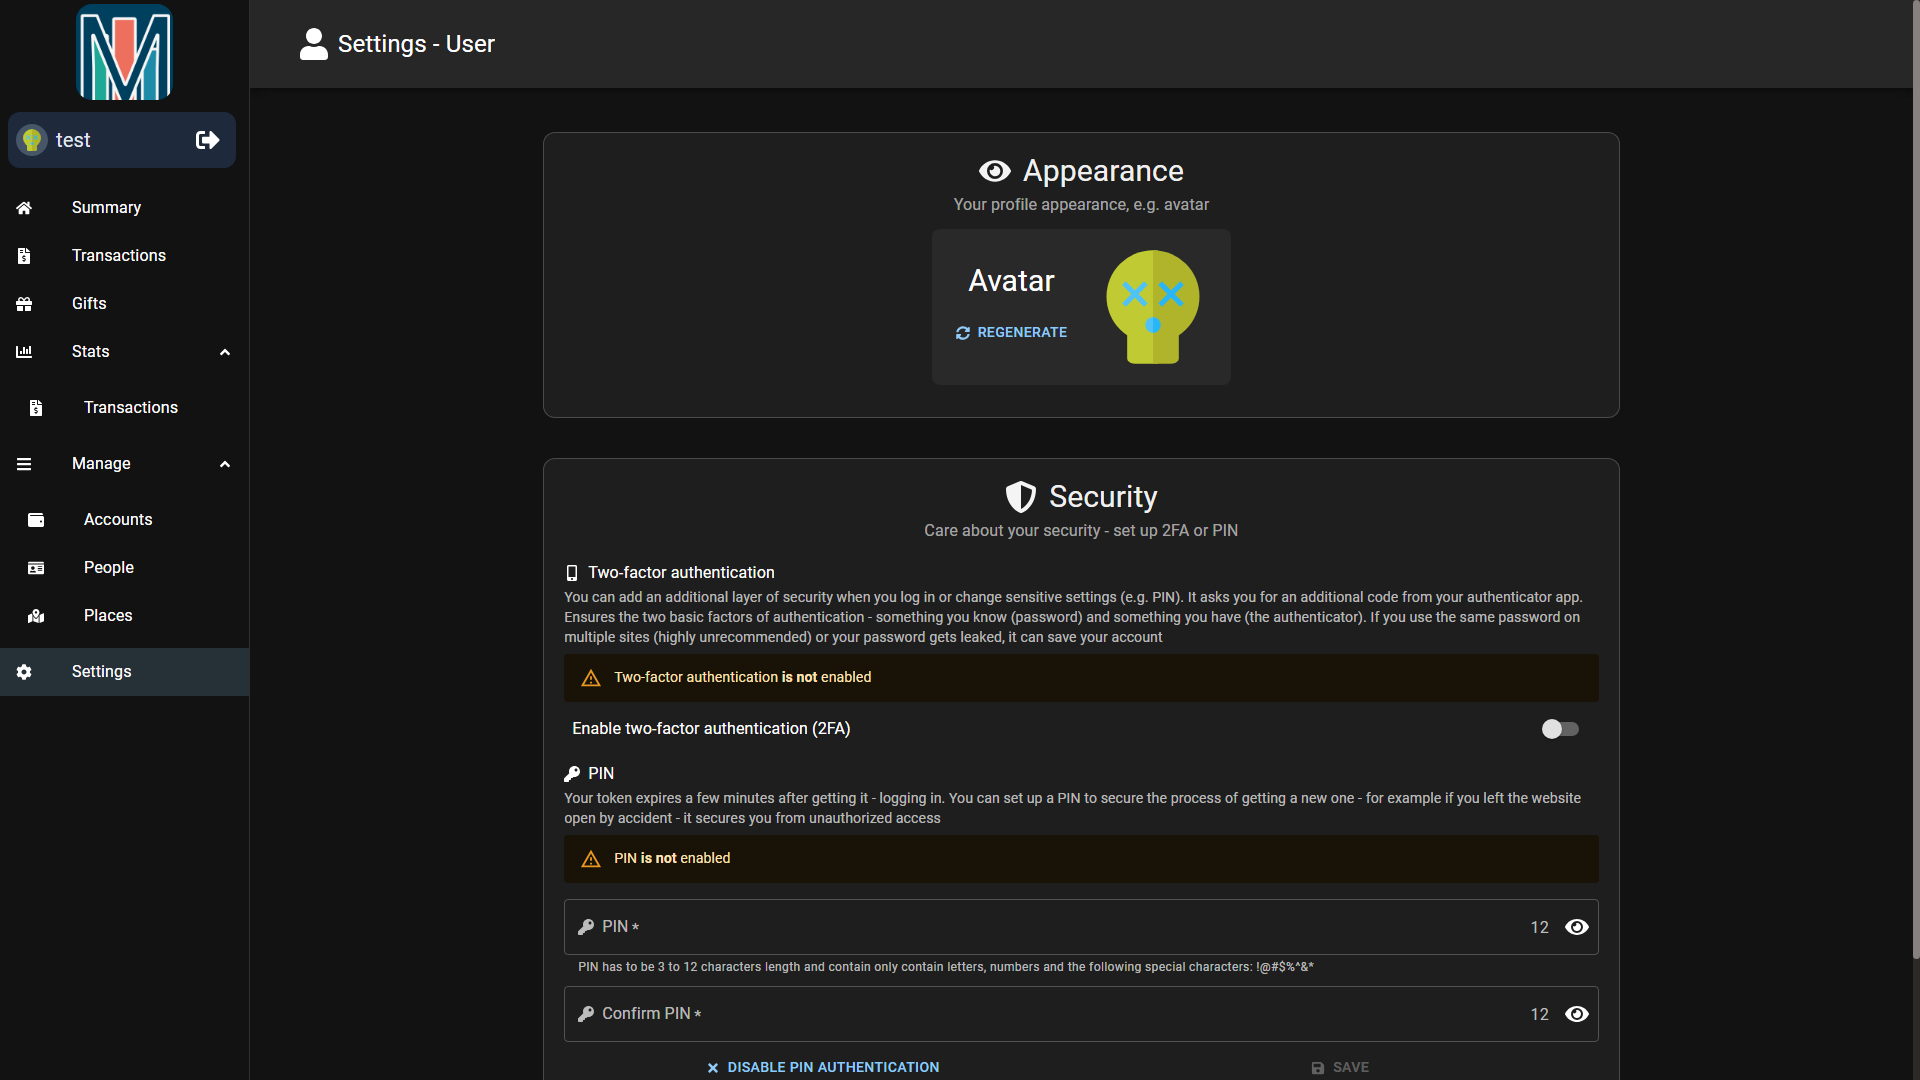 test
Summary
Transactions
Gifts
Stats
Transactions
Manage
Accounts
People
Places
Settings
Settings - User
Appearance
Your profile appearance, e.g. avatar
Avatar
REGENERATE
Security
Care about your security - set up 2FA or PIN
Two-factor authentication
You can add an additional layer of security when you log in or change sensitive settings (e.g. PIN). It asks you for an additional code from your authenticator app.
Ensures the two basic factors of authentication - something you know (password) and something you have (the authenticator). If you use the same password on
multiple sites (highly unrecommended) or your password gets leaked, it can save your account
Two-factor authentication is not enabled
Enable two-factor authentication (2FA)
PIN
Your token expires a few minutes after getting it - logging in. You can set up a PIN to secure the process of getting a new one - for example if you left the website
open by accident - it secures you from unauthorized access
PIN is not enabled
PIN * 12
PIN has to be 3 to 12 characters length and contain only contain letters, numbers and the following special characters: !@#$%^&*
Confirm PIN * 12
DISABLE PIN AUTHENTICATION SAVE